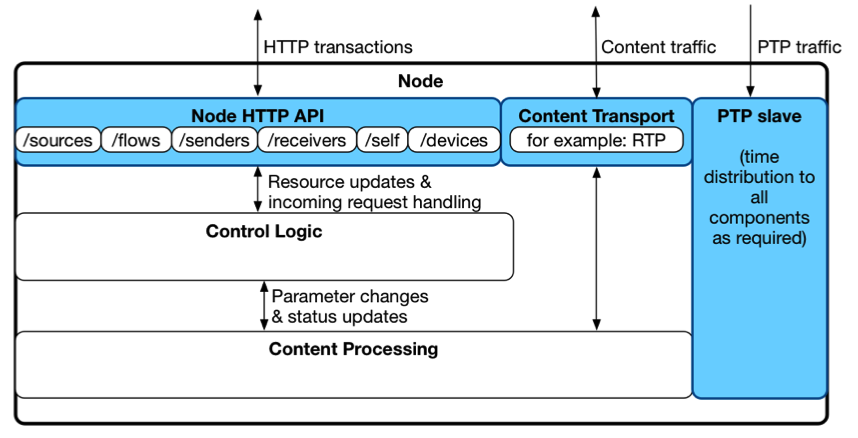 HTTP transactions
Content traffic
PTP traffic
Node
Node HTTP API
/sources
/flows
/senders
/receivers
/self
/devices
Content Transport
for example: RTP
PTP slave
(time
distribution to
all
components
as required)
Resource updates &
incoming request handling
Control Logic
Parameter changes
& status updates
Content Processing